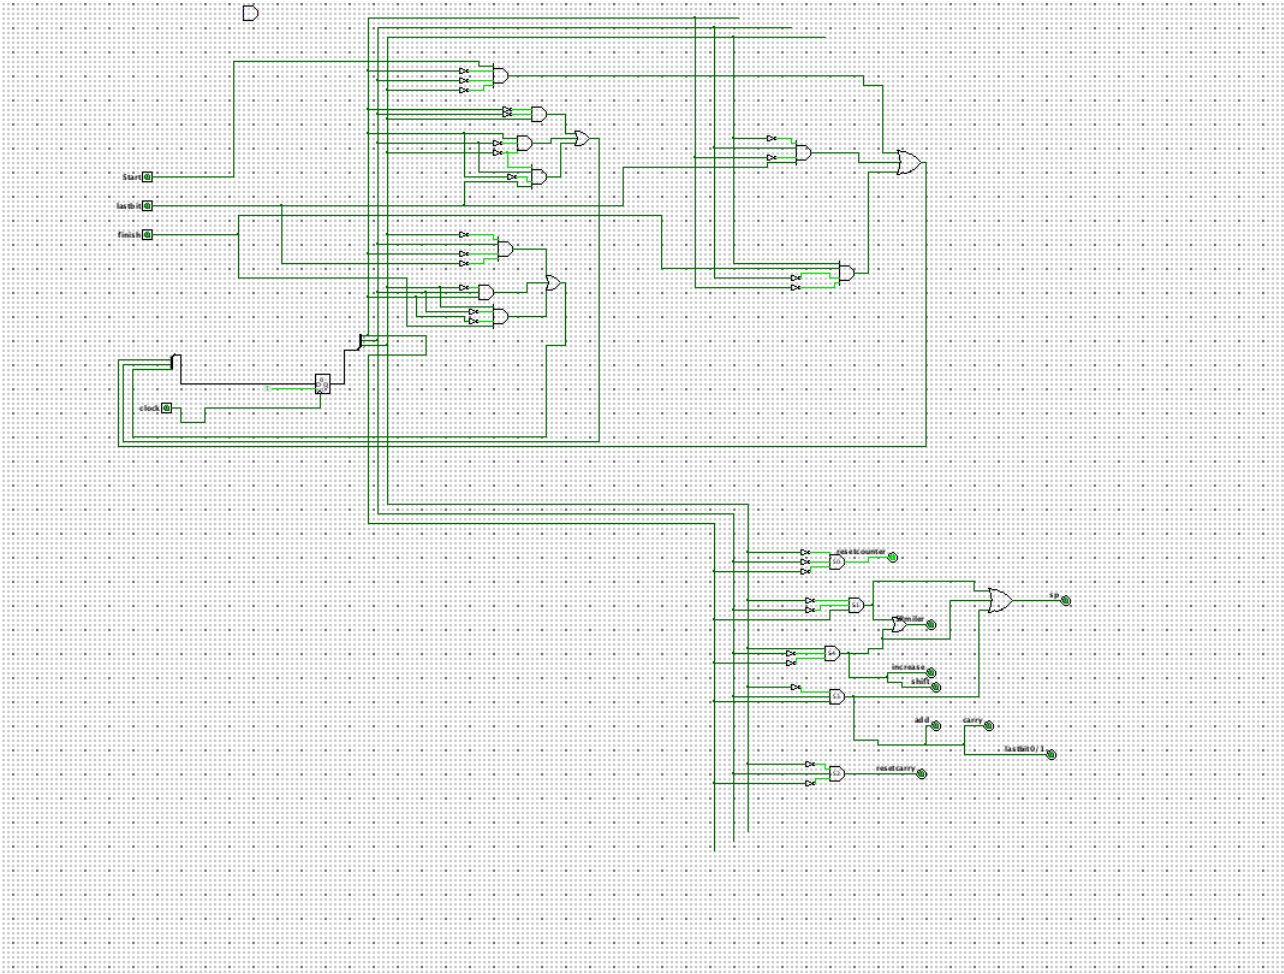 Start
lastbit
finish
clock
resetcounter
S0
sp
S1
S4
increase
shift
S3
add
carry
lastbit0/1
resetcarry
S2